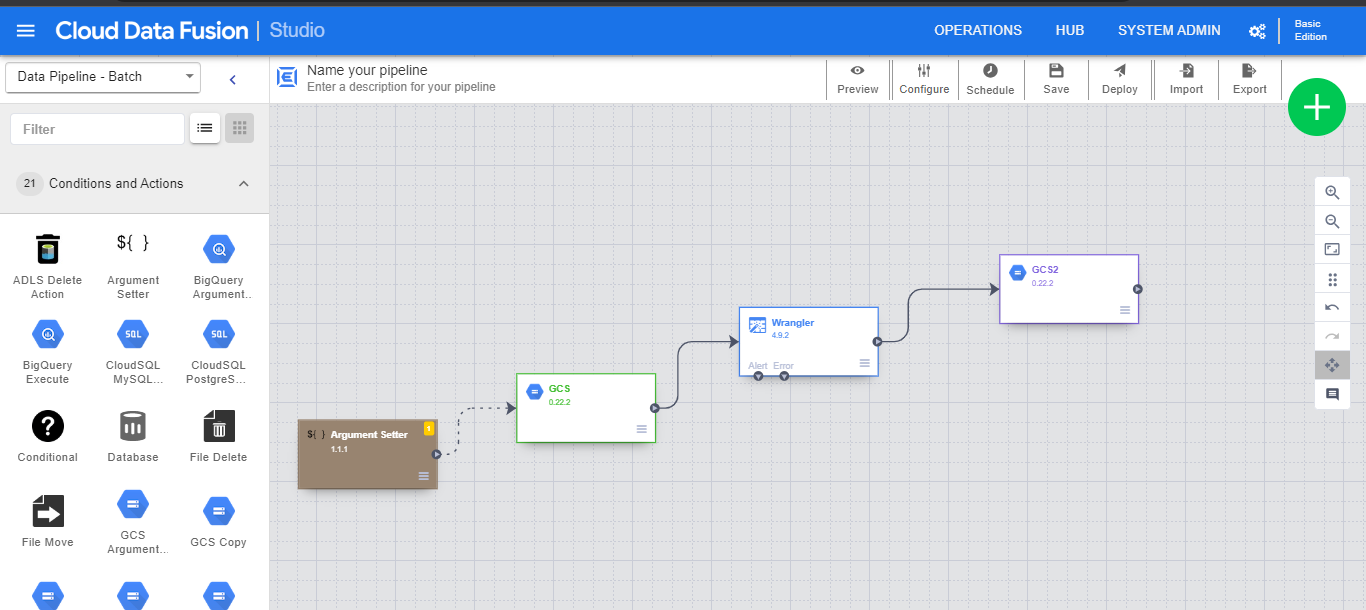 Cloud Data Fusion | Studio
OPERATIONS
HUB
SYSTEM ADMIN
Basic
Edition
Data Pipeline - Batch
Name your pipeline
Enter a description for your pipeline
Preview
Configure
Schedule
Save
Deploy
Import
Export
Filter
21 Conditions and Actions
ADLS Delete
Action
${ }
Argument
Setter
BigQuery
Argument..
BigQuery
Execute
SQL
CloudSQL
MySQL...
SQL
CloudSQL
PostgreS...
?
Conditional
Database
File Delete
File Move
GCS
Argument...
GCS Copy
${ } Argument Setter
1
1.1.1
GCS
0.22.2
Wrangler
4.9.2
Alert Error
GCS2
0.22.2